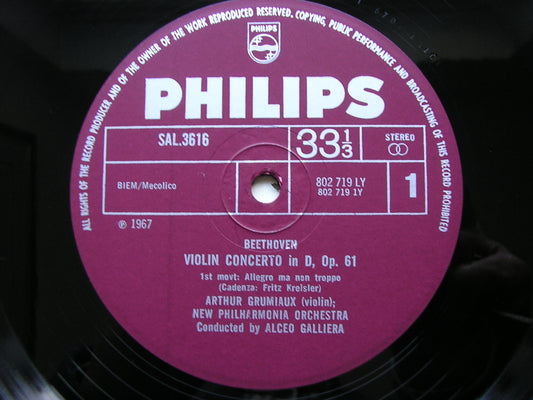 ALL RIGHTS OF THE RECORD PRODUCER AND OF THE OWNER OF THE WORK REPRODUCED RESERVED. COPYING, PUBLIC PERFORMANCE AND BROADCASTING OF THIS RECORD PROHIBITED
PHILIPS
PHILIPS
SAL.3616
33 1/3
STEREO
BIEM/Mecolico
802 719 LY
802 719 1Y
1
℗ 1967
BEETHOVEN
VIOLIN CONCERTO in D, Op. 61
1st movt: Allegro ma non troppo
(Cadenza: Fritz Kreisler)
ARTHUR GRUMIAUX (violin);
NEW PHILHARMONIA ORCHESTRA
Conducted by ALCEO GALLIERA